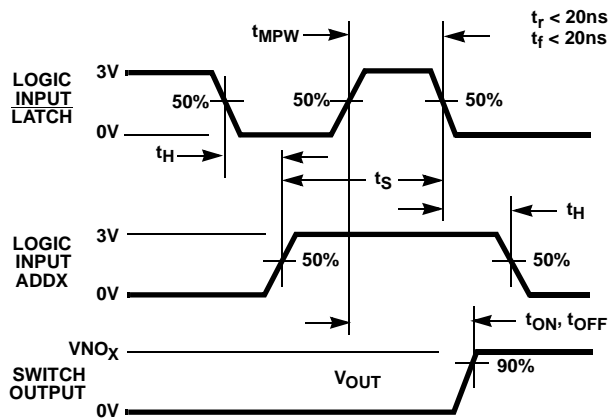 tMPW
tr < 20ns
tf < 20ns
LOGIC
INPUT
LATCH
3V
50%
50%
50%
0V
tH
tS
tH
LOGIC
INPUT
ADDX
3V
50%
50%
0V
tON, tOFF
VNOX
SWITCH
OUTPUT
VOUT
90%
0V